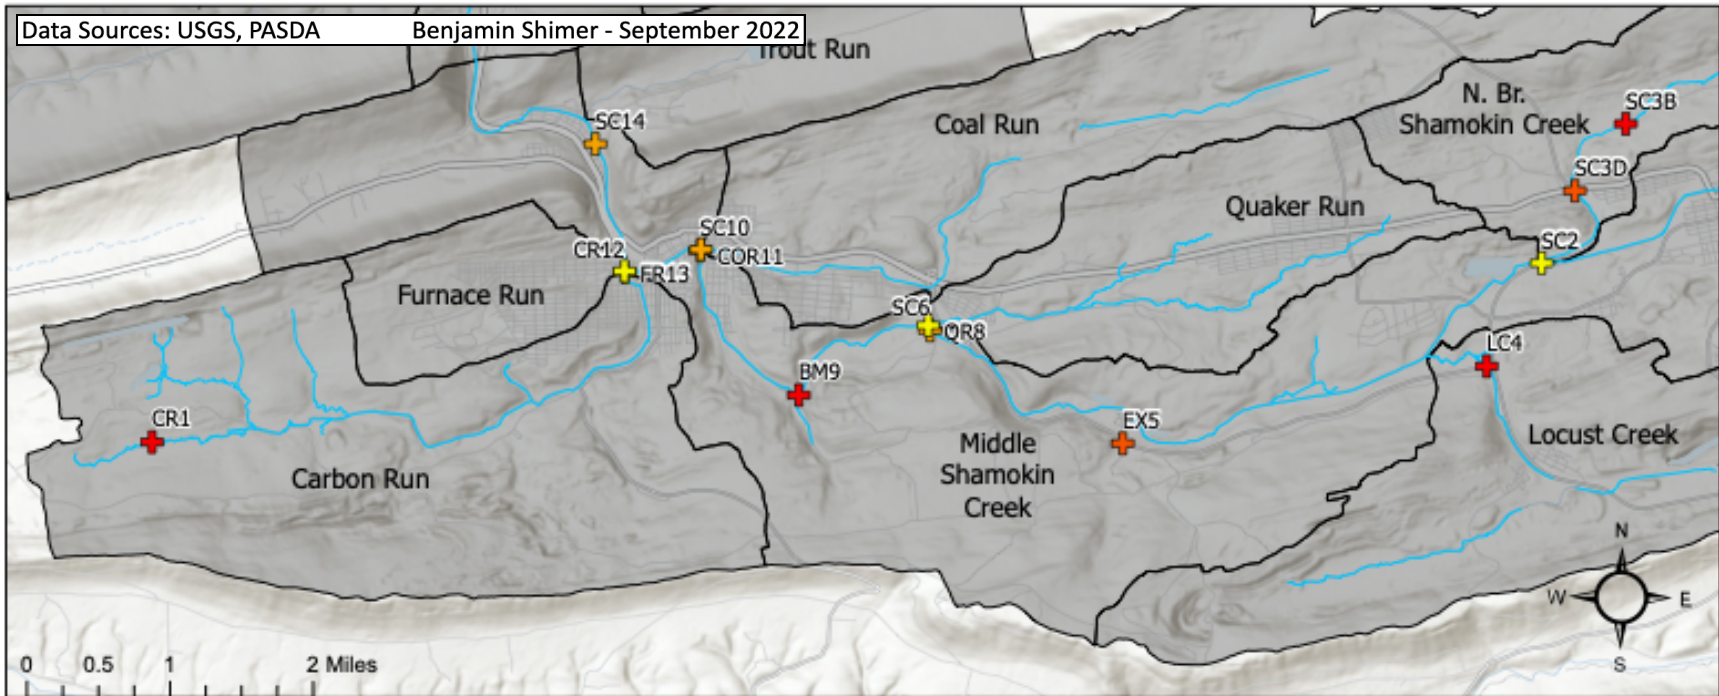 Data Sources: USGS, PASDA Benjamin Shimer - September 2022
Trout Run
N. Br.
Shamokin Creek
SC3B
SC14
Coal Run
SC3D
Quaker Run
SC10
SC2
CR12
COR11
FR13
Furnace Run
SC6
QR8
LC4
BM9
CR1
EX5
Middle
Shamokin
Creek
Locust Creek
Carbon Run
N
W
E
S
0 0.5 1 2 Miles